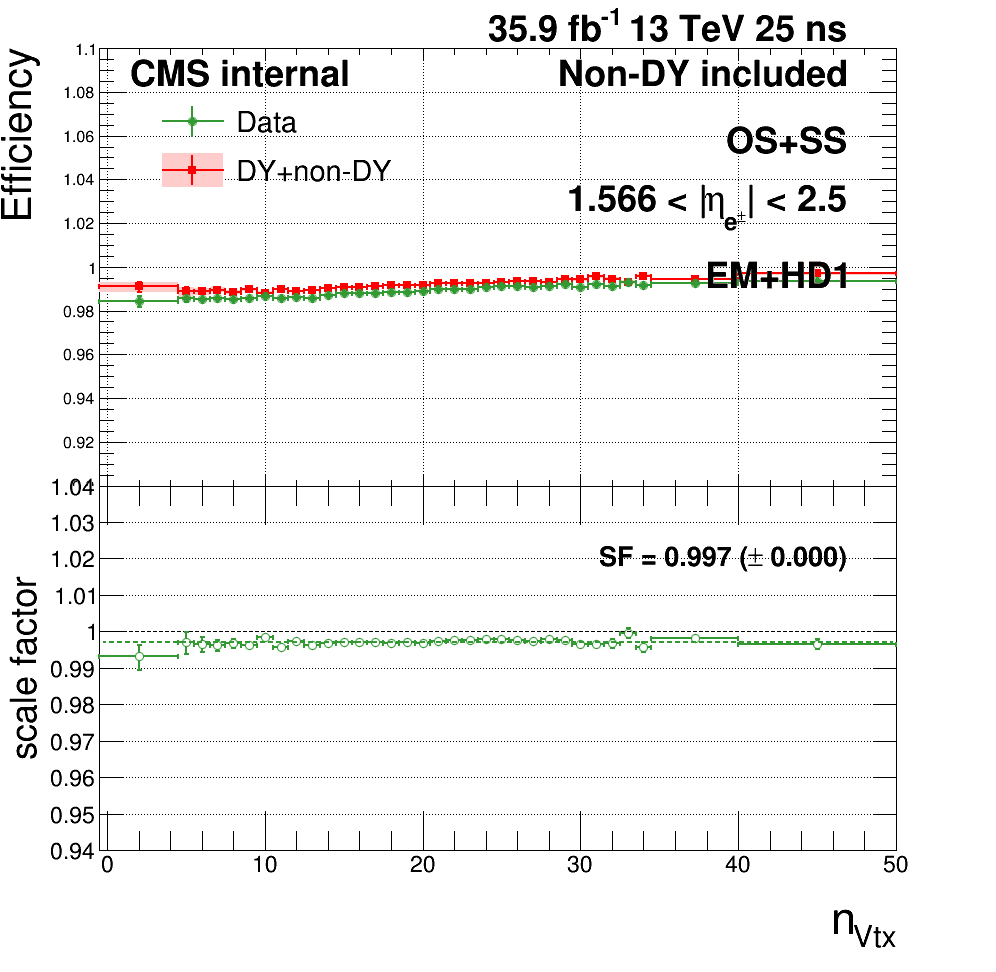 35.9 fb⁻¹ 13 TeV 25 ns
Efficiency
CMS internal
Non-DY included
Data
DY+non-DY
OS+SS
1.566 < |η_e±| < 2.5
EM+HD1
1.1
1.08
1.06
1.04
1.02
1
0.98
0.96
0.94
0.92
scale factor
SF = 0.997 (± 0.000)
1.04
1.03
1.02
1.01
1
0.99
0.98
0.97
0.96
0.95
0.94
0 10 20 30 40 50
n_Vtx